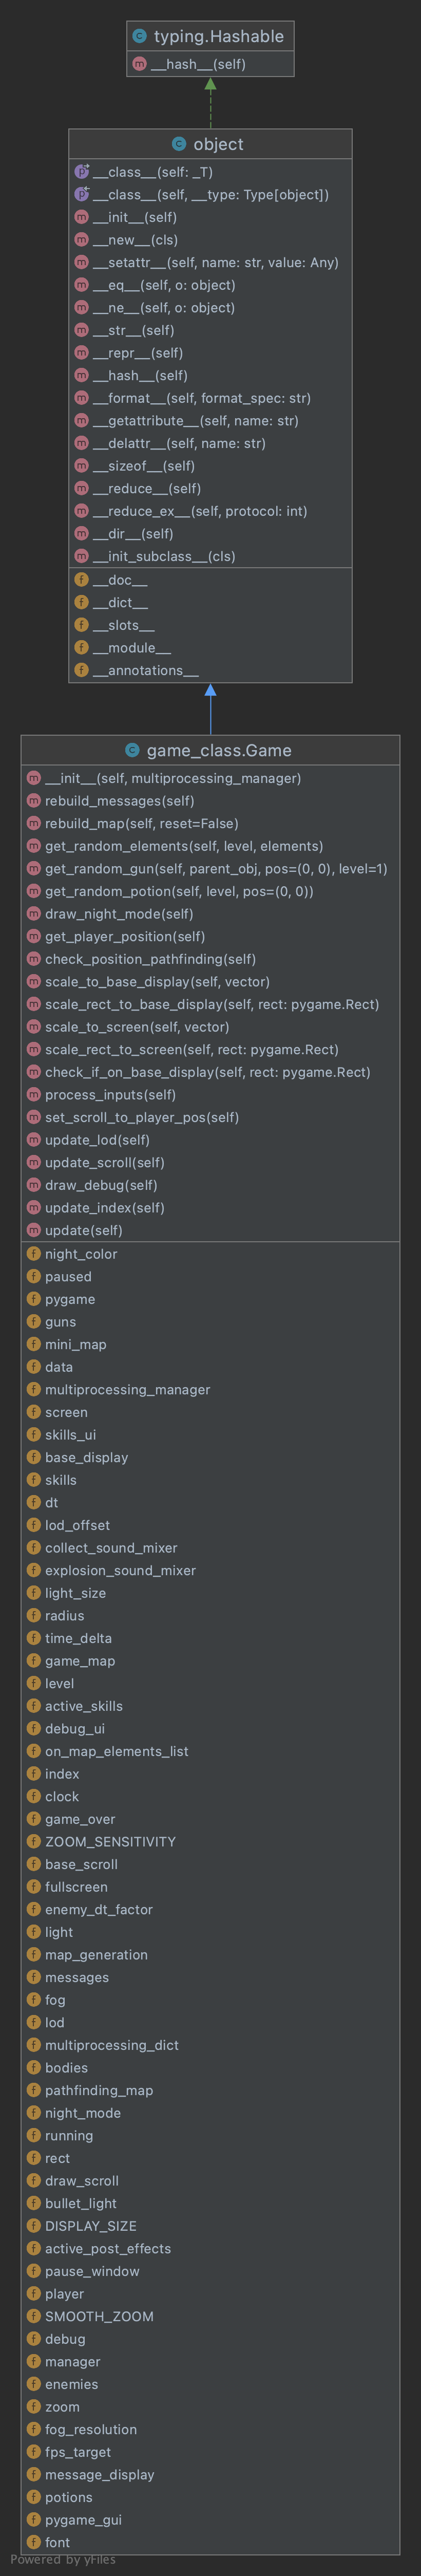 C typing.Hashable
m __hash__(self)
C object
p __class__(self: _T)
p __class__(self, __type: Type[object])
m __init__(self)
m __new__(cls)
m __setattr__(self, name: str, value: Any)
m __eq__(self, o: object)
m __ne__(self, o: object)
m __str__(self)
m __repr__(self)
m __hash__(self)
m __format__(self, format_spec: str)
m __getattribute__(self, name: str)
m __delattr__(self, name: str)
m __sizeof__(self)
m __reduce__(self)
m __reduce_ex__(self, protocol: int)
m __dir__(self)
m __init_subclass__(cls)
f __doc__
f __dict__
f __slots__
f __module__
f __annotations__
C game_class.Game
m __init__(self, multiprocessing_manager)
m rebuild_messages(self)
m rebuild_map(self, reset=False)
m get_random_elements(self, level, elements)
m get_random_gun(self, parent_obj, pos=(0, 0), level=1)
m get_random_potion(self, level, pos=(0, 0))
m draw_night_mode(self)
m get_player_position(self)
m check_position_pathfinding(self)
m scale_to_base_display(self, vector)
m scale_rect_to_base_display(self, rect: pygame.Rect)
m scale_to_screen(self, vector)
m scale_rect_to_screen(self, rect: pygame.Rect)
m check_if_on_base_display(self, rect: pygame.Rect)
m process_inputs(self)
m set_scroll_to_player_pos(self)
m update_lod(self)
m update_scroll(self)
m draw_debug(self)
m update_index(self)
m update(self)
f night_color
f paused
f pygame
f guns
f mini_map
f data
f multiprocessing_manager
f screen
f skills_ui
f base_display
f skills
f dt
f lod_offset
f collect_sound_mixer
f explosion_sound_mixer
f light_size
f radius
f time_delta
f game_map
f level
f active_skills
f debug_ui
f on_map_elements_list
f index
f clock
f game_over
f ZOOM_SENSITIVITY
f base_scroll
f fullscreen
f enemy_dt_factor
f light
f map_generation
f messages
f fog
f lod
f multiprocessing_dict
f bodies
f pathfinding_map
f night_mode
f running
f rect
f draw_scroll
f bullet_light
f DISPLAY_SIZE
f active_post_effects
f pause_window
f player
f SMOOTH_ZOOM
f debug
f manager
f enemies
f zoom
f fog_resolution
f fps_target
f message_display
f potions
f pygame_gui
f font
Powered by yFiles